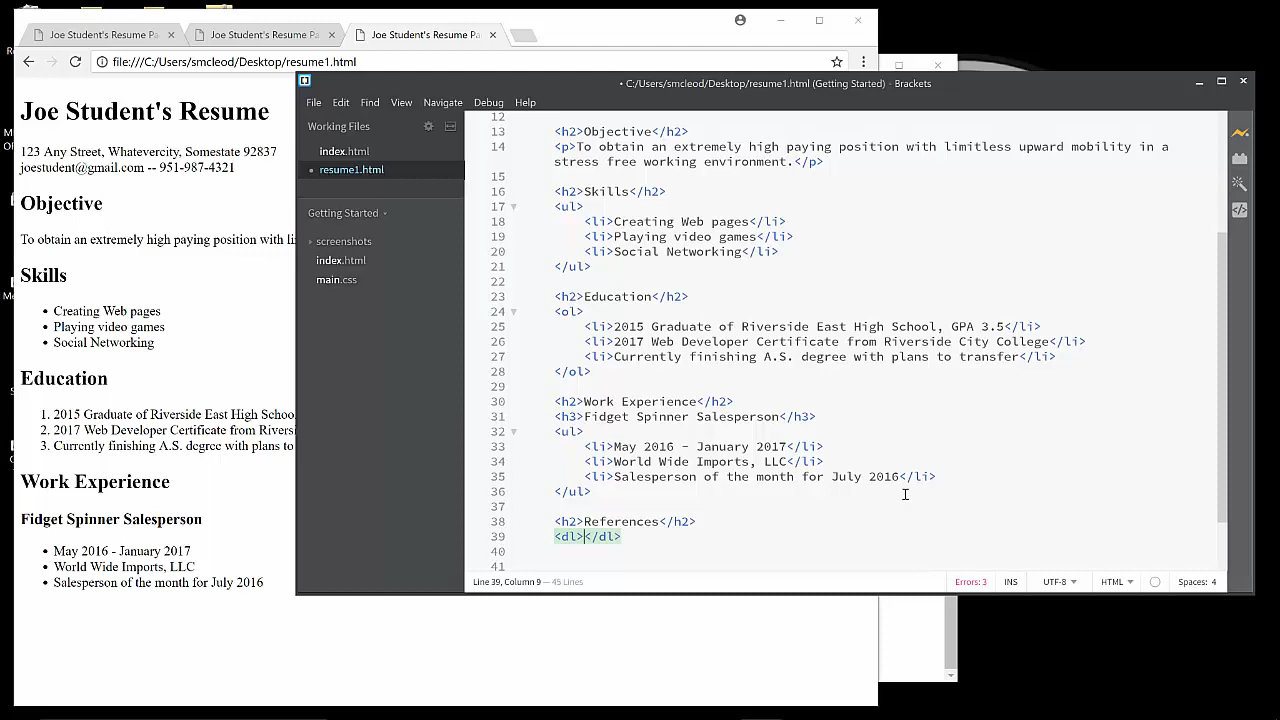 Joe Student's Resume Pa
Joe Student's Resume Pa
Joe Student's Resume Pa
file:///C:/Users/smcleod/Desktop/resume1.html
Joe Student's Resume
123 Any Street, Whatevercity, Somestate 92837
joestudent@gmail.com -- 951-987-4321
Objective
To obtain an extremely high paying position with li
Skills
• Creating Web pages
• Playing video games
• Social Networking
Education
1. 2015 Graduate of Riverside East High Schoo
2. 2017 Web Developer Certificate from Riversi
3. Currently finishing A.S. degree with plans to
Work Experience
Fidget Spinner Salesperson
• May 2016 - January 2017
• World Wide Imports, LLC
• Salesperson of the month for July 2016
• C:/Users/smcleod/Desktop/resume1.html (Getting Started) - Brackets
File Edit Find View Navigate Debug Help
Working Files
index.html
• resume1.html
Getting Started
screenshots
index.html
main.css
12
13 <h2>Objective</h2>
14 <p>To obtain an extremely high paying position with limitless upward mobility in a
stress free working environment.</p>
15
16 <h2>Skills</h2>
17 <ul>
18 <li>Creating Web pages</li>
19 <li>Playing video games</li>
20 <li>Social Networking</li>
21 </ul>
22
23 <h2>Education</h2>
24 <ol>
25 <li>2015 Graduate of Riverside East High School, GPA 3.5</li>
26 <li>2017 Web Developer Certificate from Riverside City College</li>
27 <li>Currently finishing A.S. degree with plans to transfer</li>
28 </ol>
29
30 <h2>Work Experience</h2>
31 <h3>Fidget Spinner Salesperson</h3>
32 <ul>
33 <li>May 2016 - January 2017</li>
34 <li>World Wide Imports, LLC</li>
35 <li>Salesperson of the month for July 2016</li>
36 </ul>
37
38 <h2>References</h2>
39 <dl></dl>
40
41
Line 39, Column 9 — 45 Lines
Errors: 3 INS UTF-8 HTML Spaces: 4